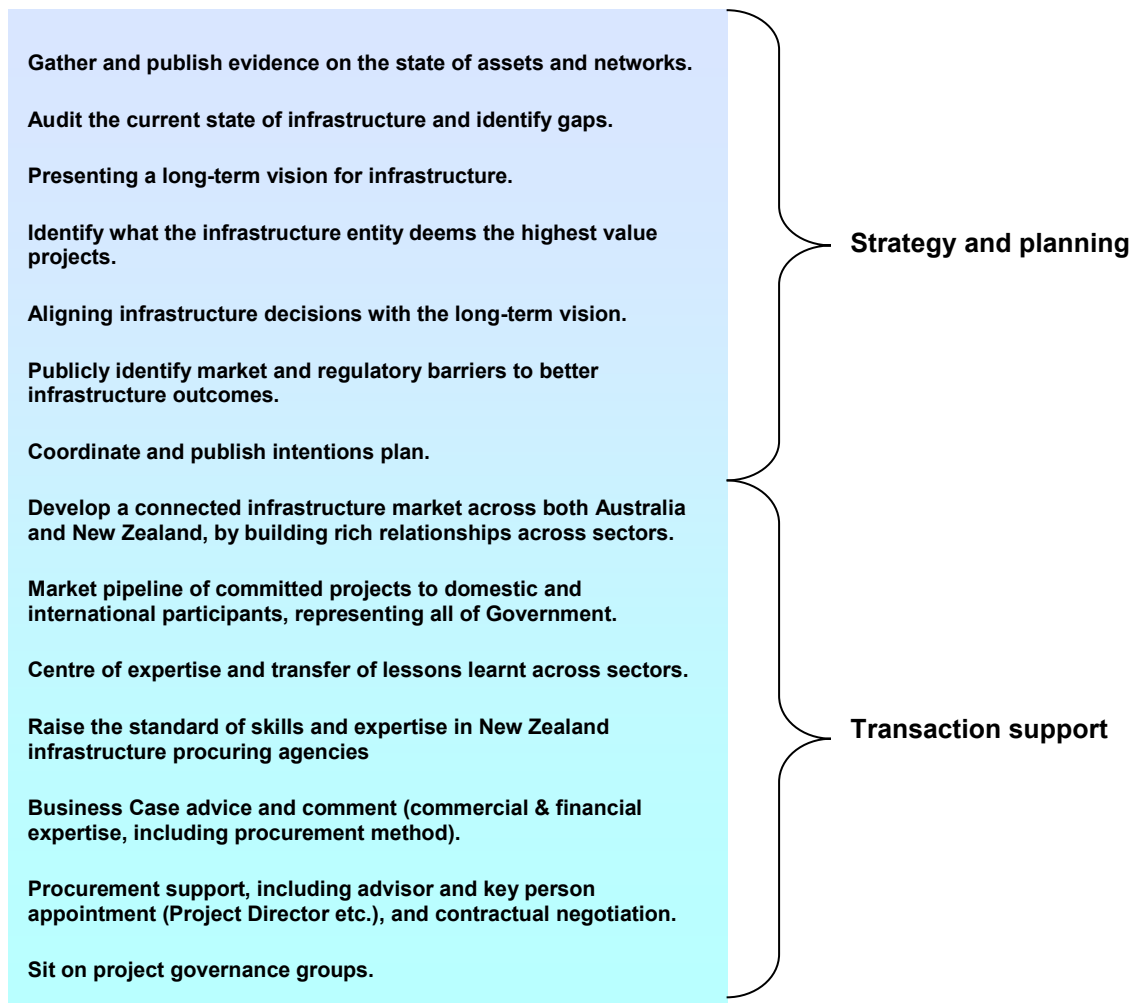 Gather and publish evidence on the state of assets and networks.
Audit the current state of infrastructure and identify gaps.
Presenting a long-term vision for infrastructure.
Identify what the infrastructure entity deems the highest value
projects.
Strategy and planning
Aligning infrastructure decisions with the long-term vision.
Publicly identify market and regulatory barriers to better
infrastructure outcomes.
Coordinate and publish intentions plan.
Develop a connected infrastructure market across both Australia
and New Zealand, by building rich relationships across sectors.
Market pipeline of committed projects to domestic and
international participants, representing all of Government.
Centre of expertise and transfer of lessons learnt across sectors.
Raise the standard of skills and expertise in New Zealand
infrastructure procuring agencies
Transaction support
Business Case advice and comment (commercial & financial
expertise, including procurement method).
Procurement support, including advisor and key person
appointment (Project Director etc.), and contractual negotiation.
Sit on project governance groups.